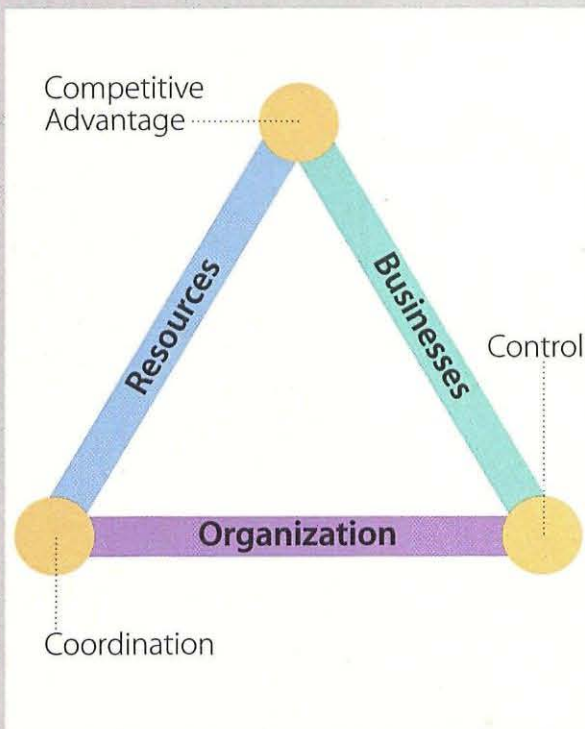 Competitive
Advantage
Resources
Businesses
Control
Organization
Coordination